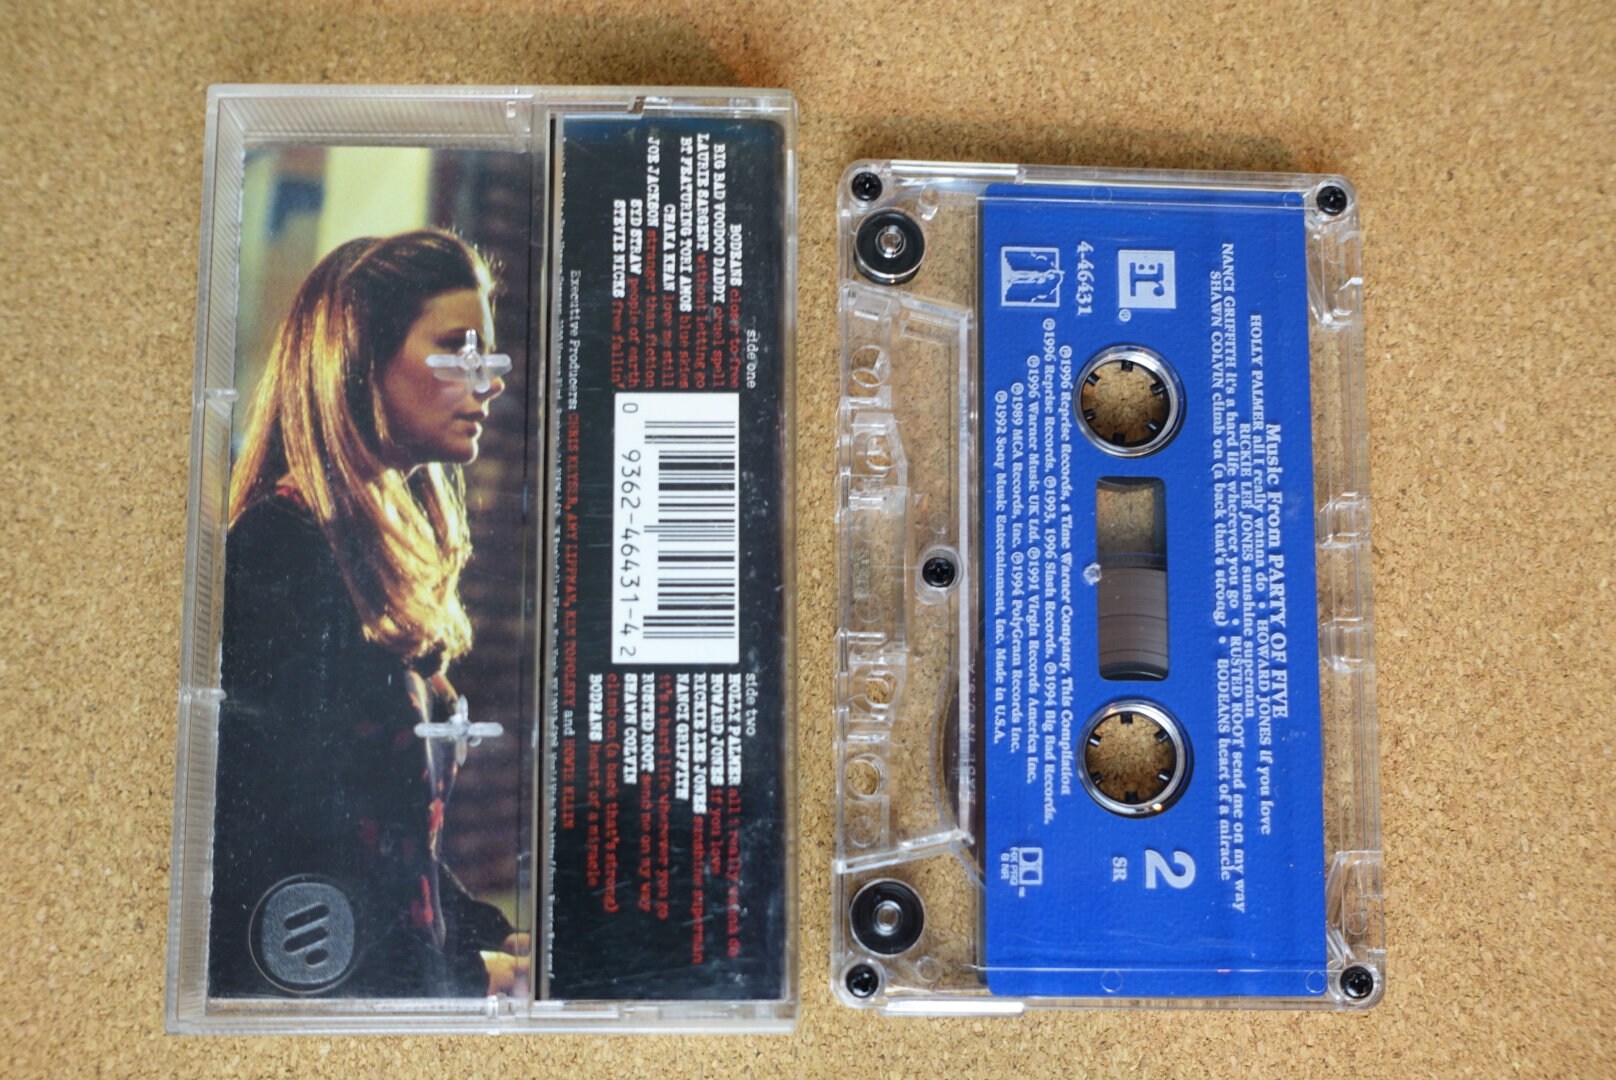 side one
BODEANS closer to free
BIG BAD VOODOO DADDY cruel spell
LAURIE SARGENT without letting go
BT FEATURING TORI AMOS blue skies
CHAKA KHAN love me still
JOE JACKSON stranger than fiction
SYD STRAW people of earth
STEVIE NICKS free fallin'
0 9362-46431-4 2
side two
HOLLY PALMER all i really wanna do
HOWARD JONES if you love
RICKIE LEE JONES sunshine superman
NANCI GRIFFITH
it's a hard life wherever you go
RUSTED ROOT send me on my way
SHAWN COLVIN
climb on (a back that's strong)
BODEANS heart of a miracle
Executive Producers: CHRIS KEYSER, AMY LIPPMAN, KEN TOPOLSKY and HOWIE KLEIN
Music From PARTY OF FIVE
HOLLY PALMER all I really wanna do • HOWARD JONES if you love
RICKIE LEE JONES sunshine superman
NANCI GRIFFITH it's a hard life wherever you go • RUSTED ROOT send me on my way
SHAWN COLVIN climb on (a back that's strong) • BODEANS heart of a miracle
:r®
4-46431
2
SR
℗1996 Reprise Records, a Time Warner Company. This Compilation
℗1996 Reprise Records. ℗1993, 1996 Slash Records. ℗1994 Big Bad Records.
℗1996 Warner Music UK Ltd. ℗1991 Virgin Records America Inc.
℗1989 MCA Records, Inc. ℗1994 PolyGram Records Inc.
℗1992 Sony Music Entertainment, Inc. Made in U.S.A.
HX PRO
B NR